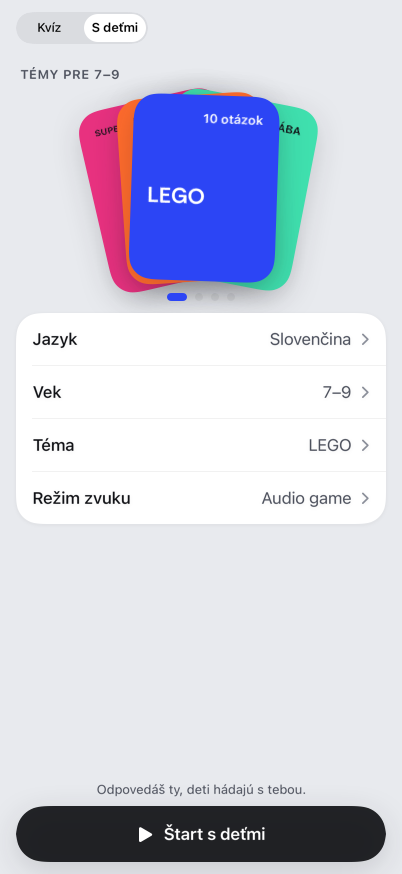 Kvíz
S deťmi
TÉMY PRE 7–9
10 otázok
LEGO
Jazyk
Slovenčina
Vek
7–9
Téma
LEGO
Režim zvuku
Audio game
Odpovedáš ty, deti hádajú s tebou.
Štart s deťmi